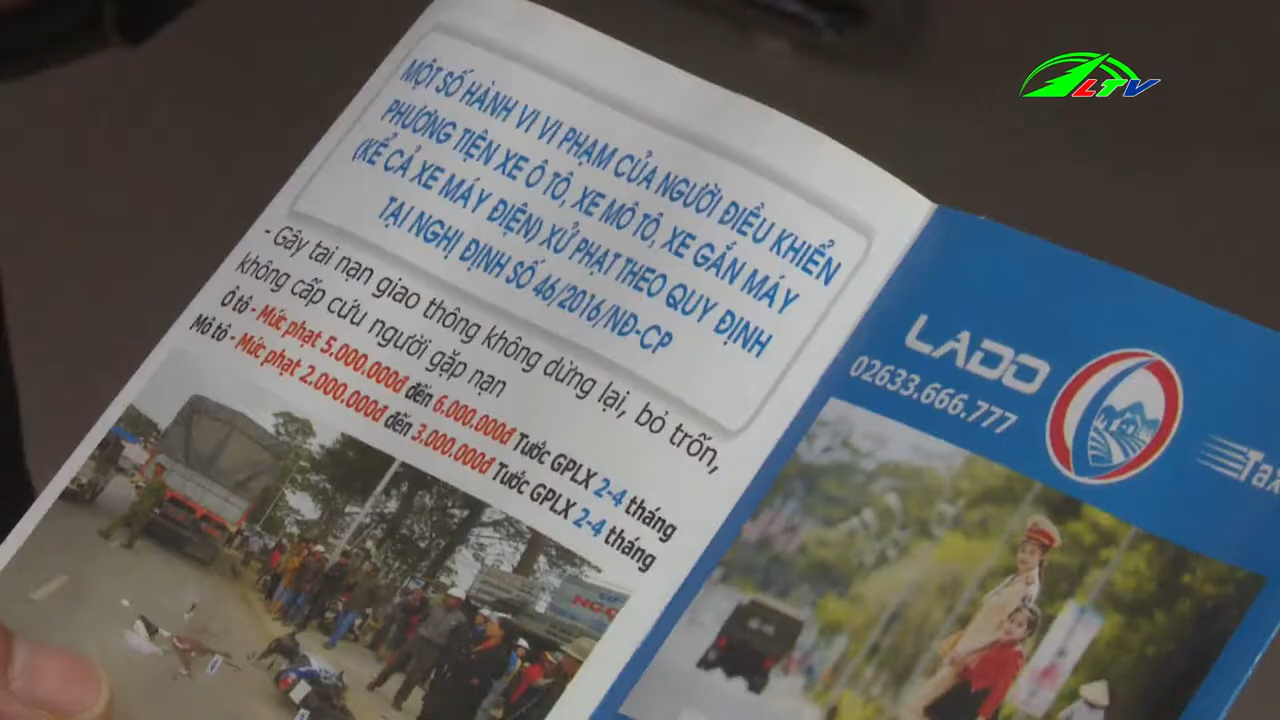 LTV
MỘT SỐ HÀNH VI VI PHẠM CỦA NGƯỜI ĐIỀU KHIỂN
PHƯƠNG TIỆN XE Ô TÔ, XE MÔ TÔ, XE GẮN MÁY
(KỂ CẢ XE MÁY ĐIỆN) XỬ PHẠT THEO QUY ĐỊNH
TẠI NGHỊ ĐỊNH SỐ 46/2016/NĐ-CP
- Gây tai nạn giao thông không dừng lại, bỏ trốn,
không cấp cứu người gặp nạn
Ô tô - Mức phạt 5.000.000đ đến 6.000.000đ Tước GPLX 2-4 tháng
Mô tô - Mức phạt 2.000.000đ đến 3.000.000đ Tước GPLX 2-4 tháng
LADO
02633.666.777